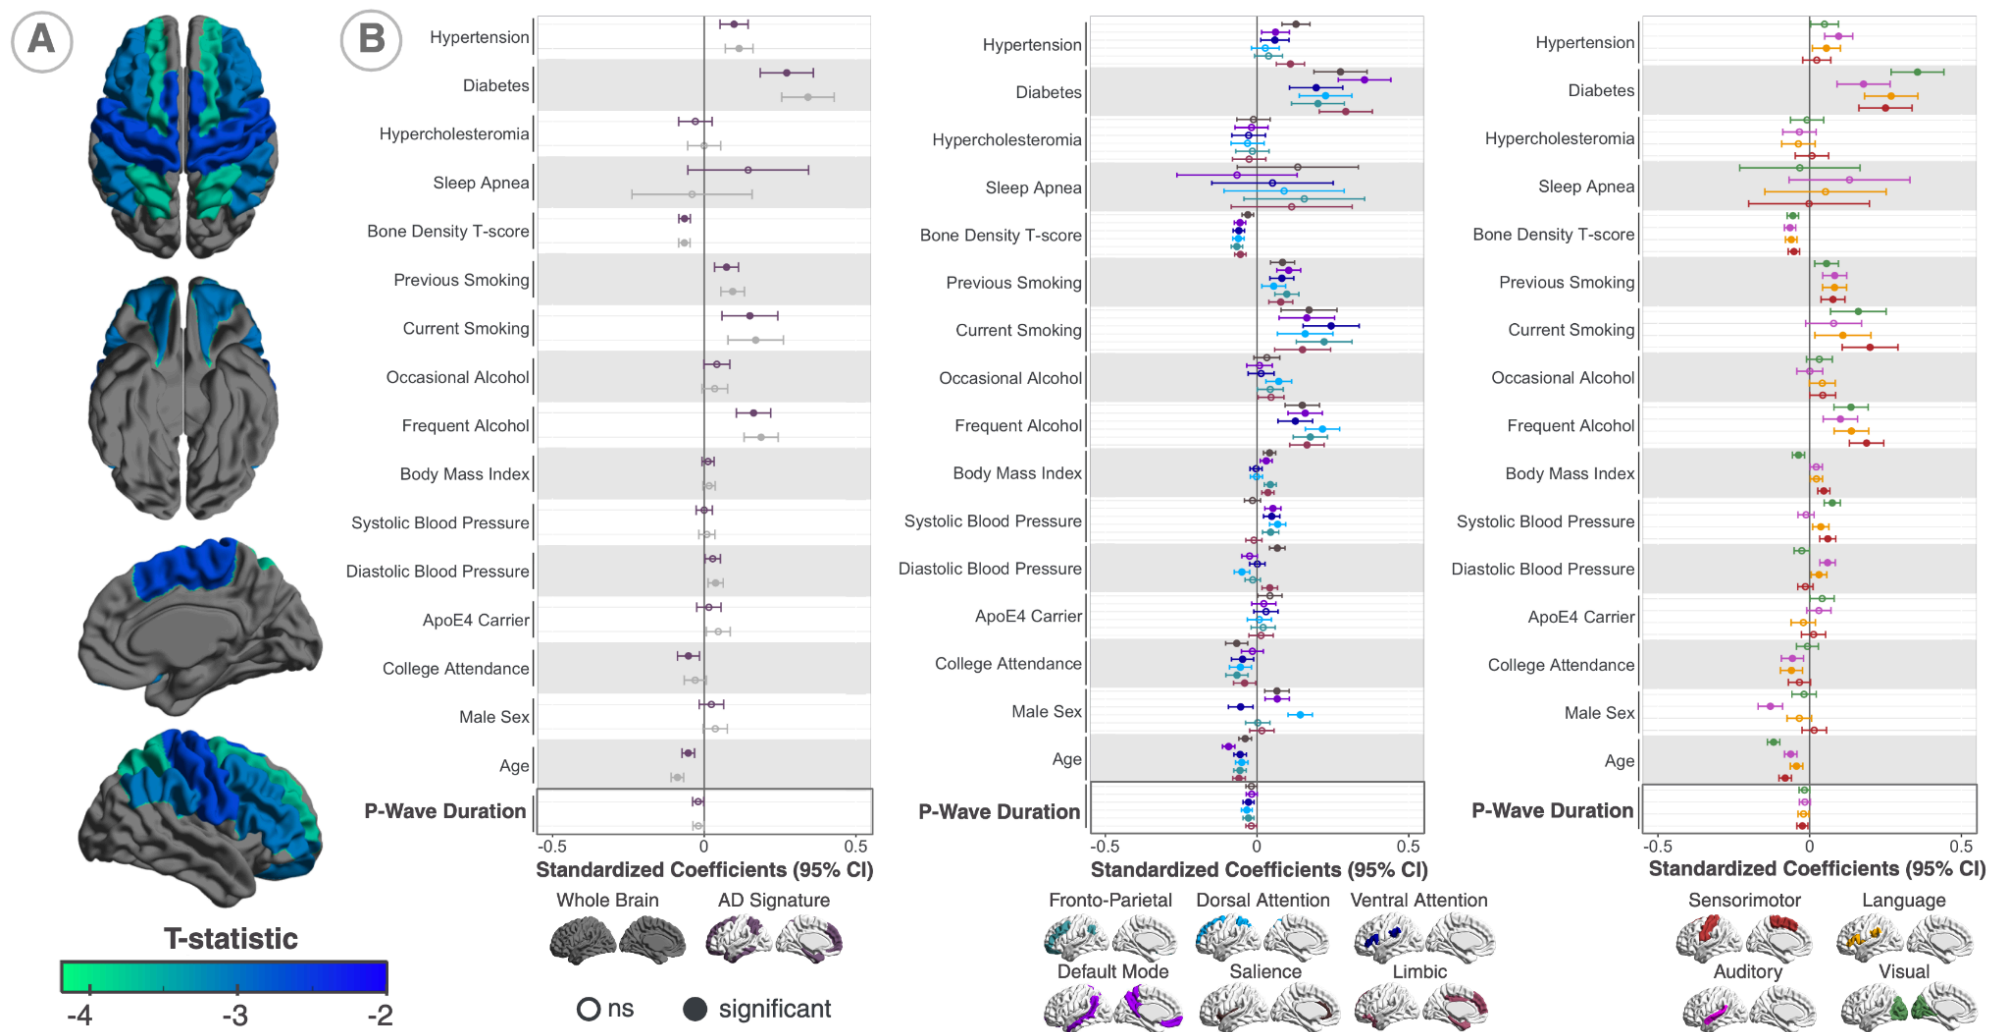 A
B
T-statistic
-4
-3
-2
Hypertension
Diabetes
Hypercholesteromia
Sleep Apnea
Bone Density T-score
Previous Smoking
Current Smoking
Occasional Alcohol
Frequent Alcohol
Body Mass Index
Systolic Blood Pressure
Diastolic Blood Pressure
ApoE4 Carrier
College Attendance
Male Sex
Age
P-Wave Duration
-0.5
0
0.5
Standardized Coefficients (95% CI)
Whole Brain
AD Signature
ns
significant
Hypertension
Diabetes
Hypercholesteromia
Sleep Apnea
Bone Density T-score
Previous Smoking
Current Smoking
Occasional Alcohol
Frequent Alcohol
Body Mass Index
Systolic Blood Pressure
Diastolic Blood Pressure
ApoE4 Carrier
College Attendance
Male Sex
Age
P-Wave Duration
-0.5
0
0.5
Standardized Coefficients (95% CI)
Fronto-Parietal
Dorsal Attention
Ventral Attention
Default Mode
Salience
Limbic
Hypertension
Diabetes
Hypercholesteromia
Sleep Apnea
Bone Density T-score
Previous Smoking
Current Smoking
Occasional Alcohol
Frequent Alcohol
Body Mass Index
Systolic Blood Pressure
Diastolic Blood Pressure
ApoE4 Carrier
College Attendance
Male Sex
Age
P-Wave Duration
-0.5
0
0.5
Standardized Coefficients (95% CI)
Sensorimotor
Language
Auditory
Visual